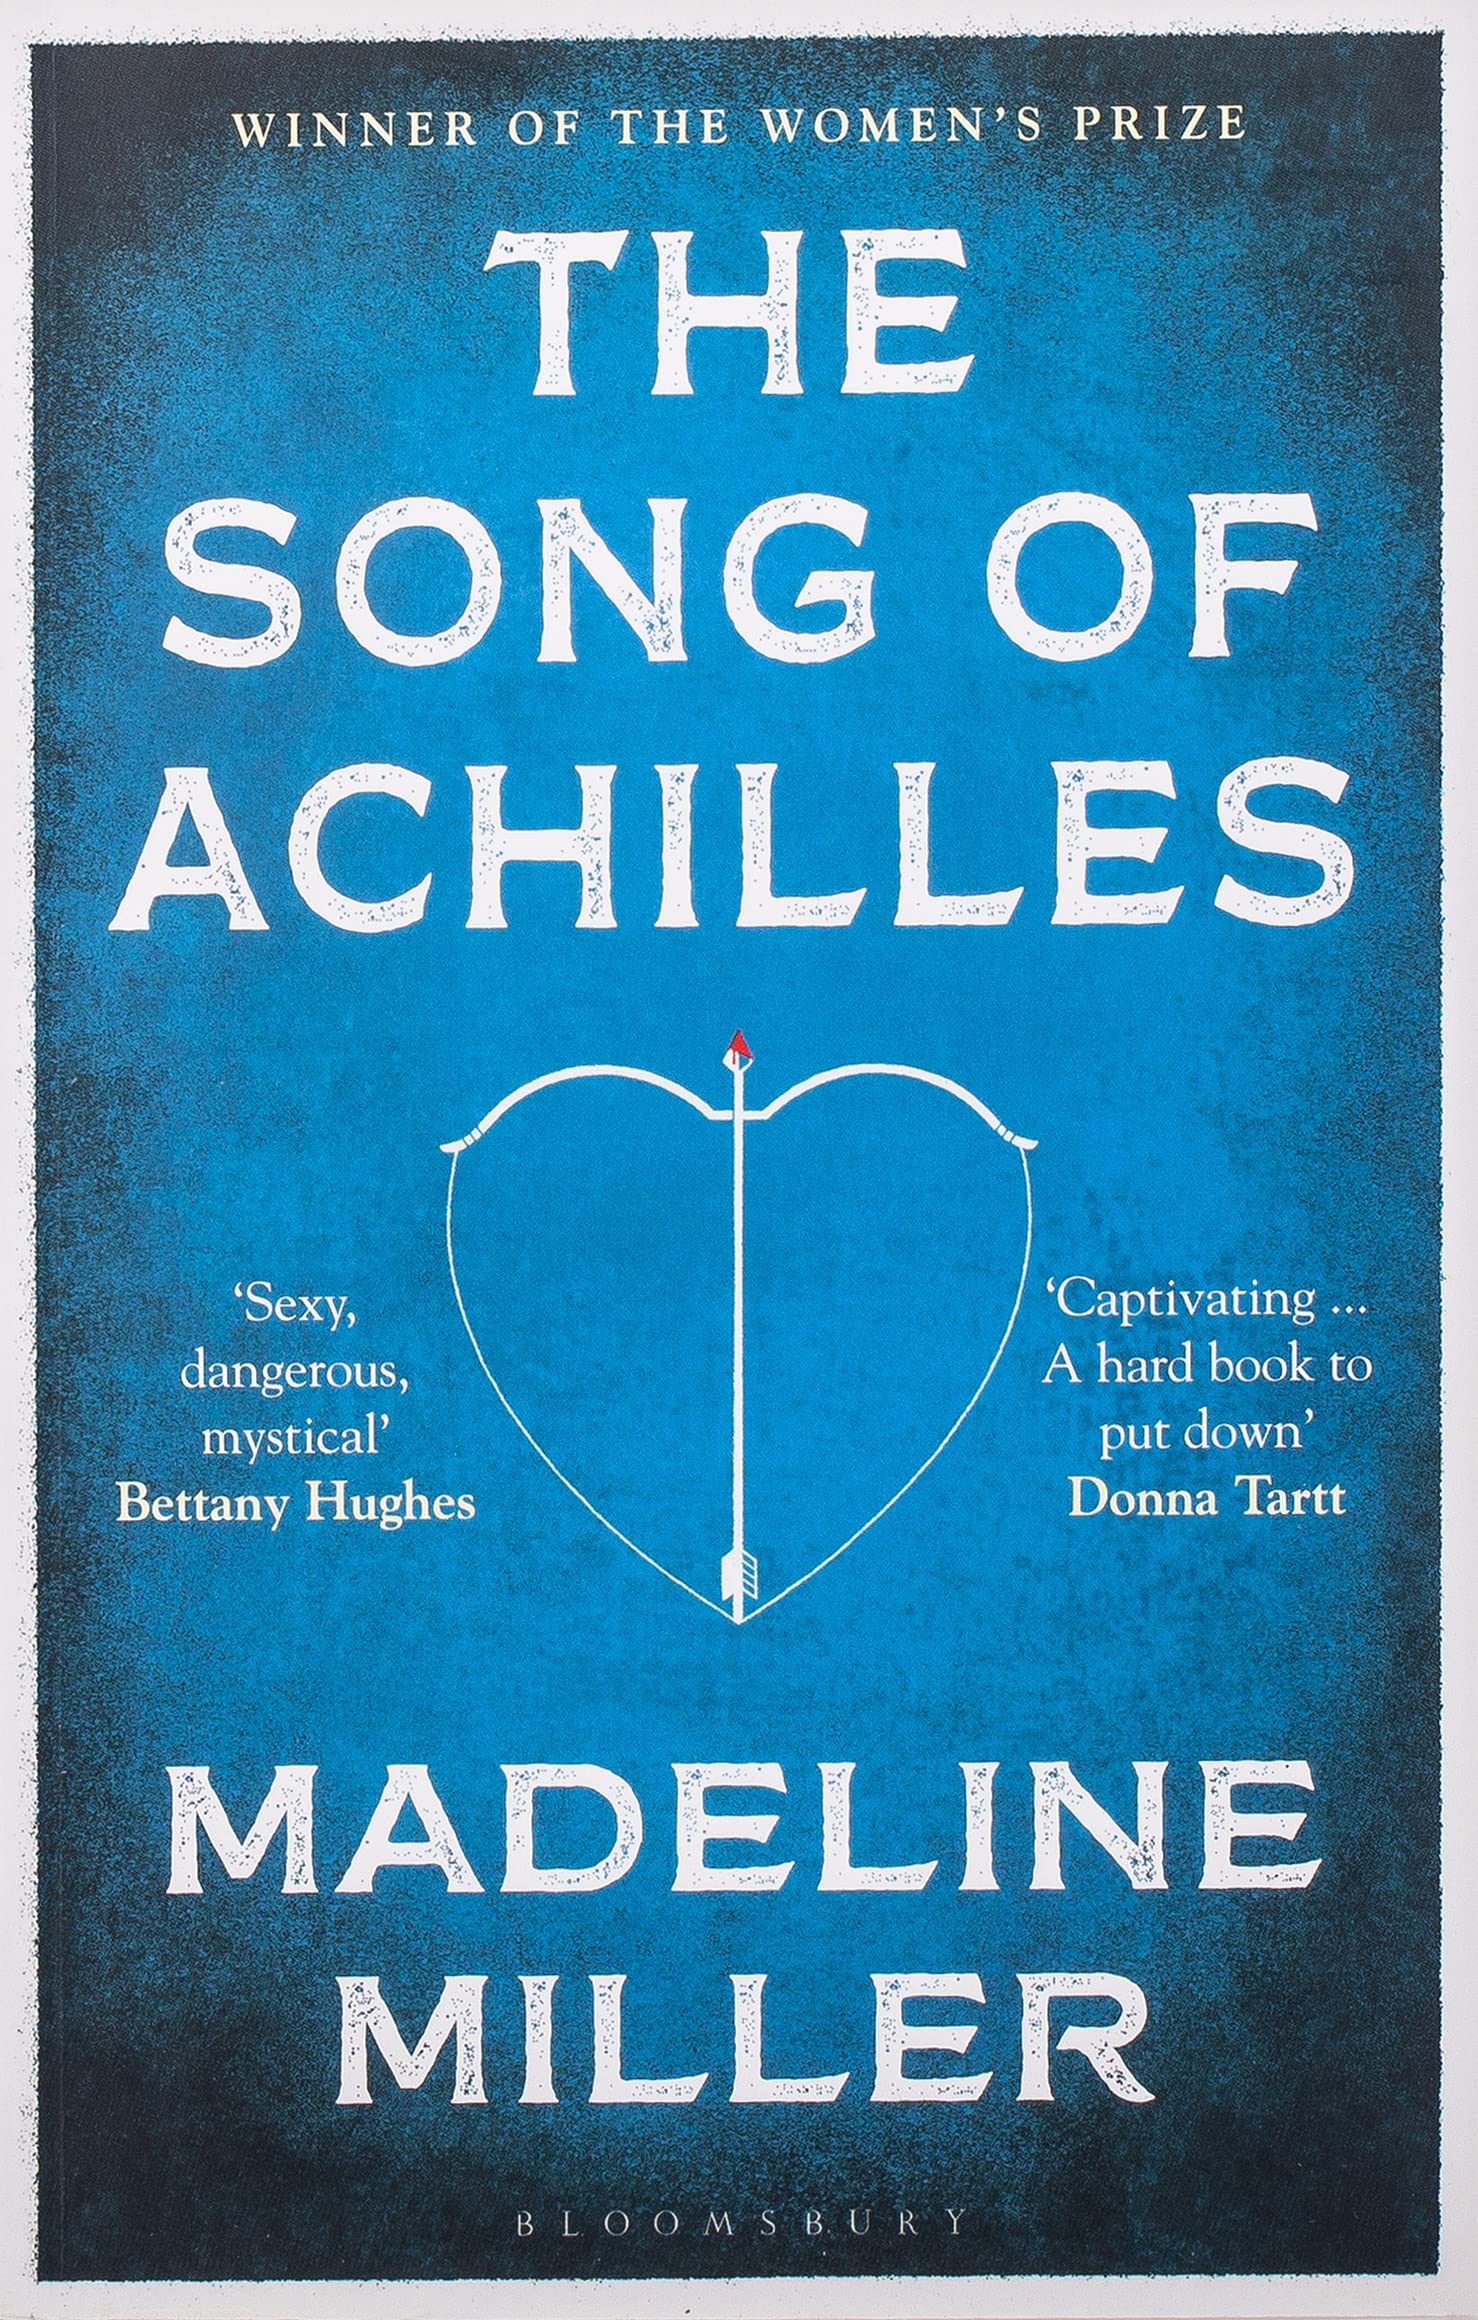 WINNER OF THE WOMEN'S PRIZE
THE
SONG OF
ACHILLES
‘Sexy,
dangerous,
mystical’
Bettany Hughes
‘Captivating ...
A hard book to
put down’
Donna Tartt
MADELINE
MILLER
BLOOMSBURY